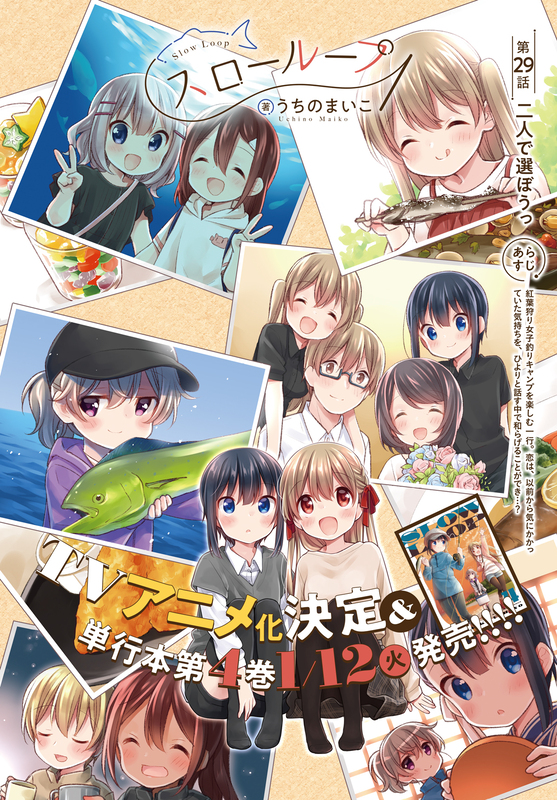 Slow Loop
スローループ
著 うちのまいこ
Uchino Maiko
第29話
二人で選ぼうっ
あらすじ
紅葉狩り女子釣りキャンプを楽しむ一行。恋は、以前から気にかかっ
ていた気持ちを、ひよりと話す中で和らげることができ…?
SLOW
LOOP
TVアニメ化決定&
単行本第4巻1/12火発売!!!!